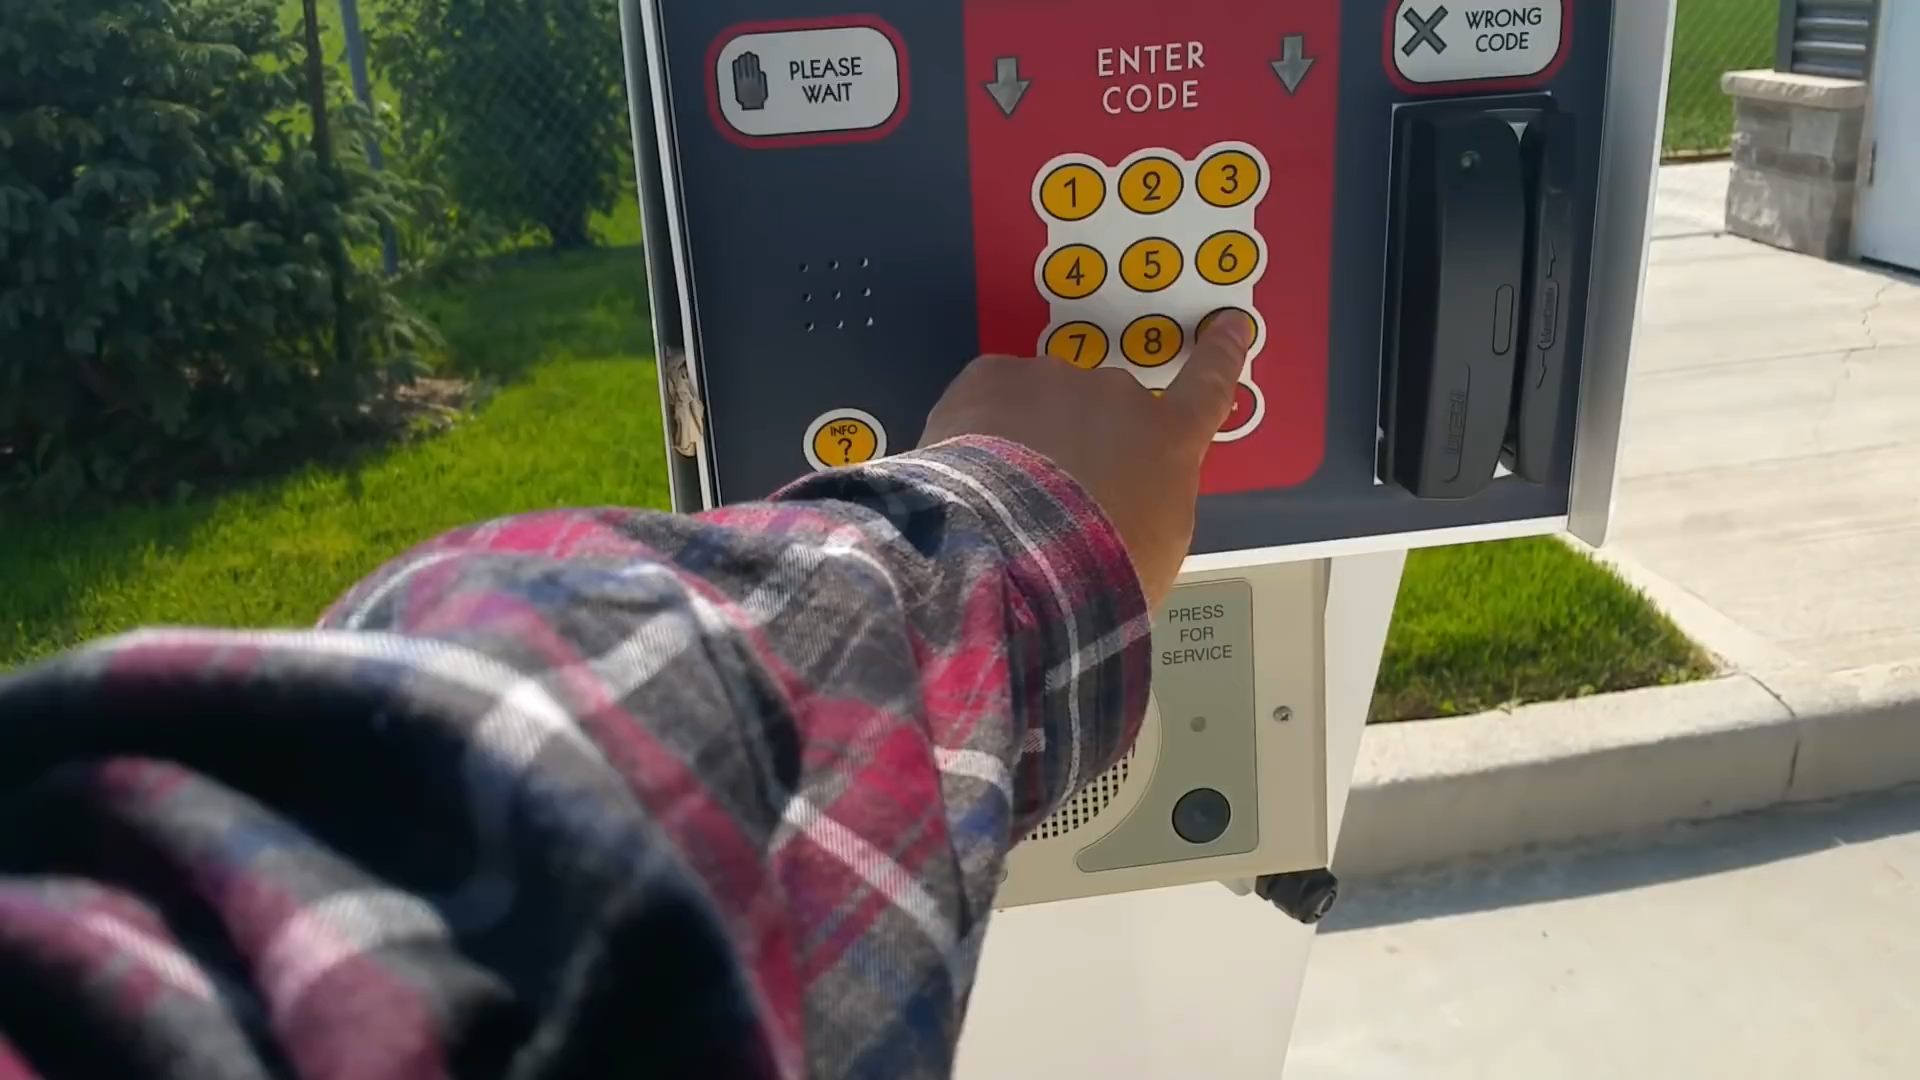 PLEASE
WAIT
ENTER
CODE
WRONG
CODE
1 2 3
4 5 6
7 8
INFO
?
PRESS
FOR
SERVICE